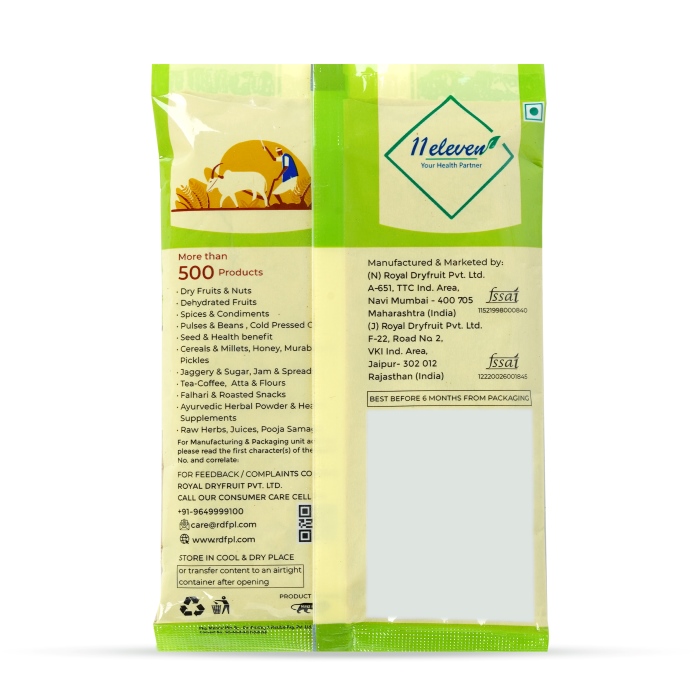 11 eleven
Your Health Partner
More than
500 Products
· Dry Fruits & Nuts
· Dehydrated Fruits
· Spices & Condiments
· Pulses & Beans , Cold Pressed
· Seed & Health benefit
· Cereals & Millets, Honey, Murab
Pickles
· Jaggery & Sugar, Jam & Spread
· Tea-Coffee, Atta & Flours
· Falhari & Roasted Snacks
· Ayurvedic Herbal Powder & Hea
Supplements
· Raw Herbs, Juices, Pooja Samag
For Manufacturing & Packaging unit
please read the first character(s) of the
No. and correlate:
FOR FEEDBACK / COMPLAINTS CO
ROYAL DRYFRUIT PVT. LTD.
CALL OUR CONSUMER CARE CELL
+91-9649999100
care@rdfpl.com
www.rdfpl.com
STORE IN COOL & DRY PLACE
or transfer content to an airtight
container after opening
PRODUCT
Manufactured & Marketed by:
(N) Royal Dryfruit Pvt. Ltd.
A-651, TTC Ind. Area,
Navi Mumbai - 400 705
Maharashtra (India)
fssai
11521998000840
(J) Royal Dryfruit Pvt. Ltd.
F-22, Road No. 2,
VKI Ind. Area,
Jaipur- 302 012
Rajasthan (India)
fssai
12220026001845
BEST BEFORE 6 MONTHS FROM PACKAGING